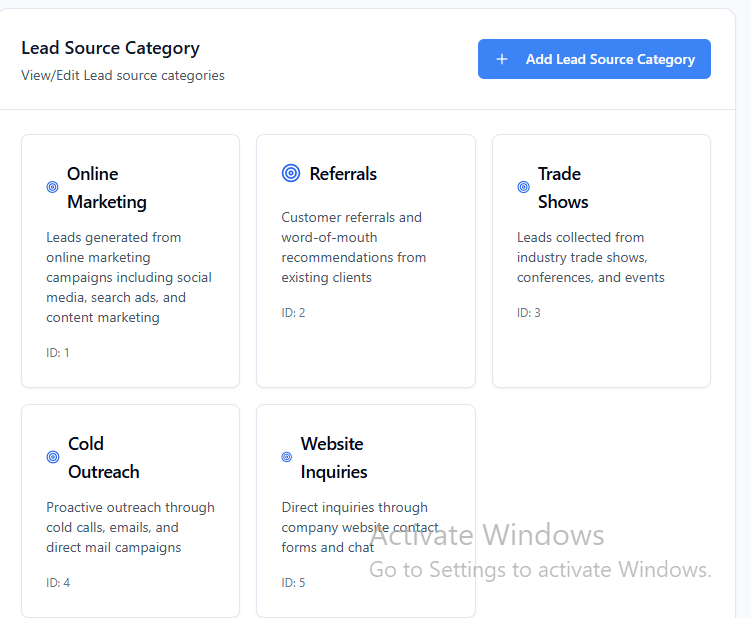 Lead Source Category
View/Edit Lead source categories
+ Add Lead Source Category
Online
Marketing
Leads generated from
online marketing
campaigns including social
media, search ads, and
content marketing
ID: 1
Referrals
Customer referrals and
word-of-mouth
recommendations from
existing clients
ID: 2
Trade
Shows
Leads collected from
industry trade shows,
conferences, and events
ID: 3
Cold
Outreach
Proactive outreach through
cold calls, emails, and
direct mail campaigns
ID: 4
Website
Inquiries
Direct inquiries through
company website contact
forms and chat
ID: 5
Activate Windows
Go to Settings to activate Windows.